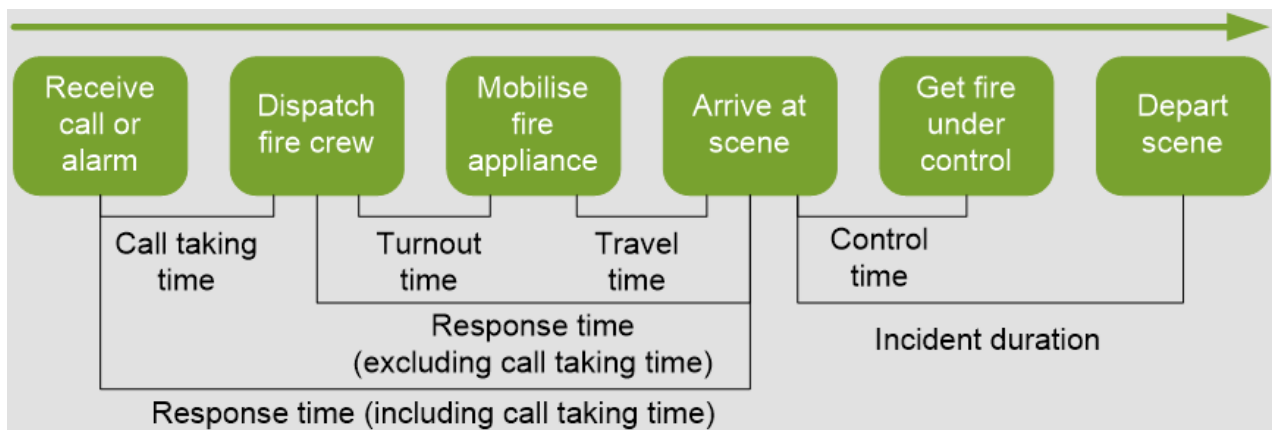 Receive
call or
alarm
Dispatch
fire crew
Mobilise
fire
appliance
Arrive at
scene
Get fire
under
control
Depart
scene
Call taking
time
Turnout
time
Travel
time
Control
time
Response time
(excluding call taking time)
Incident duration
Response time (including call taking time)